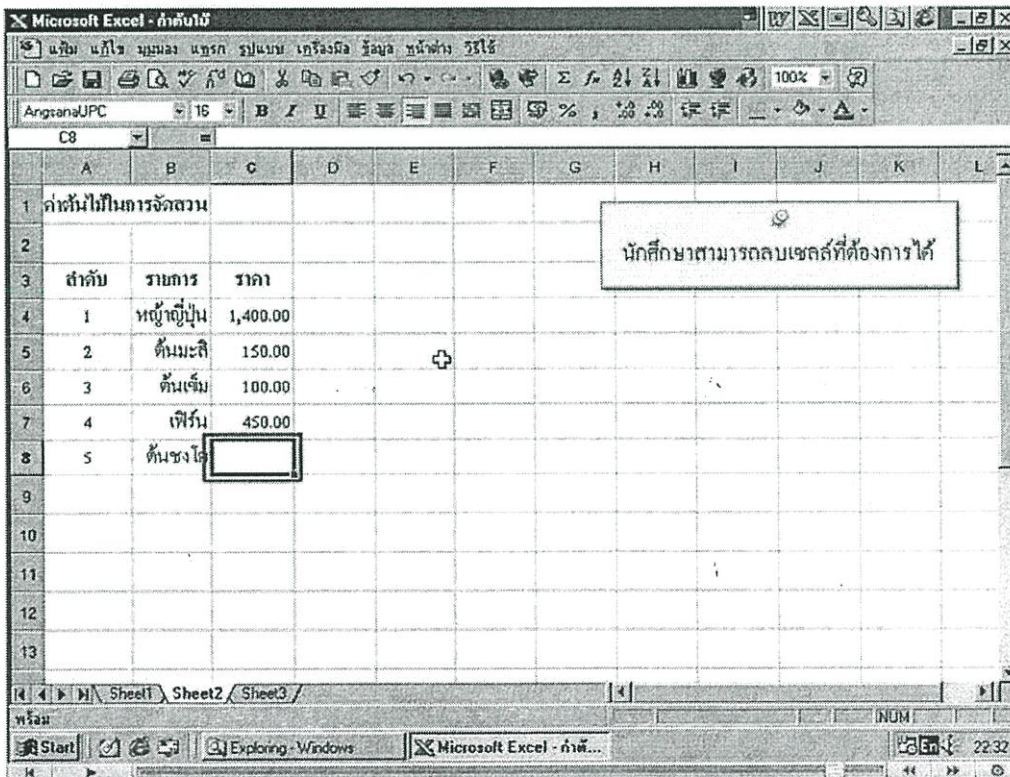 Microsoft Excel - ค่าต้นไม้
แฟ้ม แก้ไข มุมมอง แทรก รูปแบบ เครื่องมือ ข้อมูล หน้าต่าง วิธีใช้
100%
AngsanaUPC 16 B I U
C8 =
A B C D E F G H I J K L
1 ค่าต้นไม้ในการจัดสวน
นักศึกษาสามารถลบเซลล์ที่ต้องการได้
2
3 ลำดับ รายการ ราคา
4 1 หญ้าญี่ปุ่น 1,400.00
5 2 ต้นมะลิ 150.00
6 3 ต้นเข็ม 100.00
7 4 เฟิร์น 450.00
8 5 ต้นชงโค
9
10
11
12
13
Sheet1 Sheet2 Sheet3
พร้อม NUM
Start Exploring - Windows Microsoft Excel - ค่าต้... En 22:32